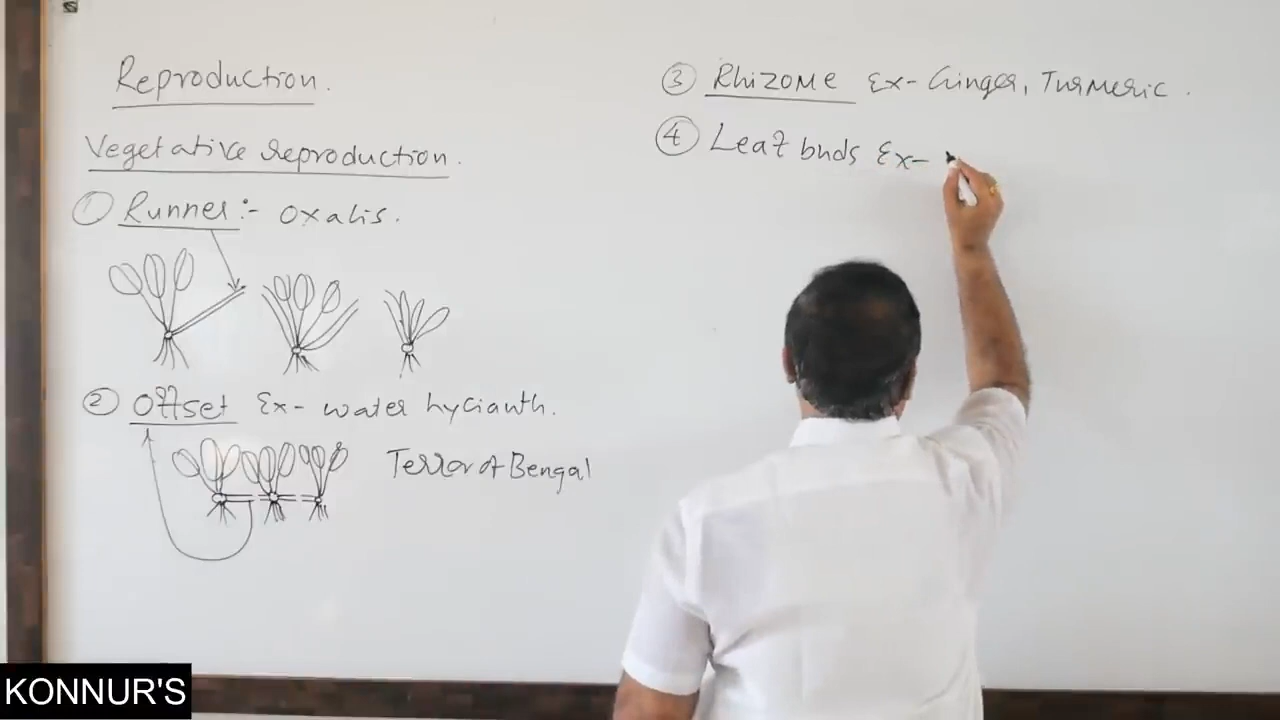 Reproduction.
Vegetative reproduction.
① Runner:- Oxalis.
② Offset Ex- water hycianth.
Terror of Bengal
③ Rhizome Ex- Ginger, Turmeric.
④ Leaf buds Ex-
KONNUR'S